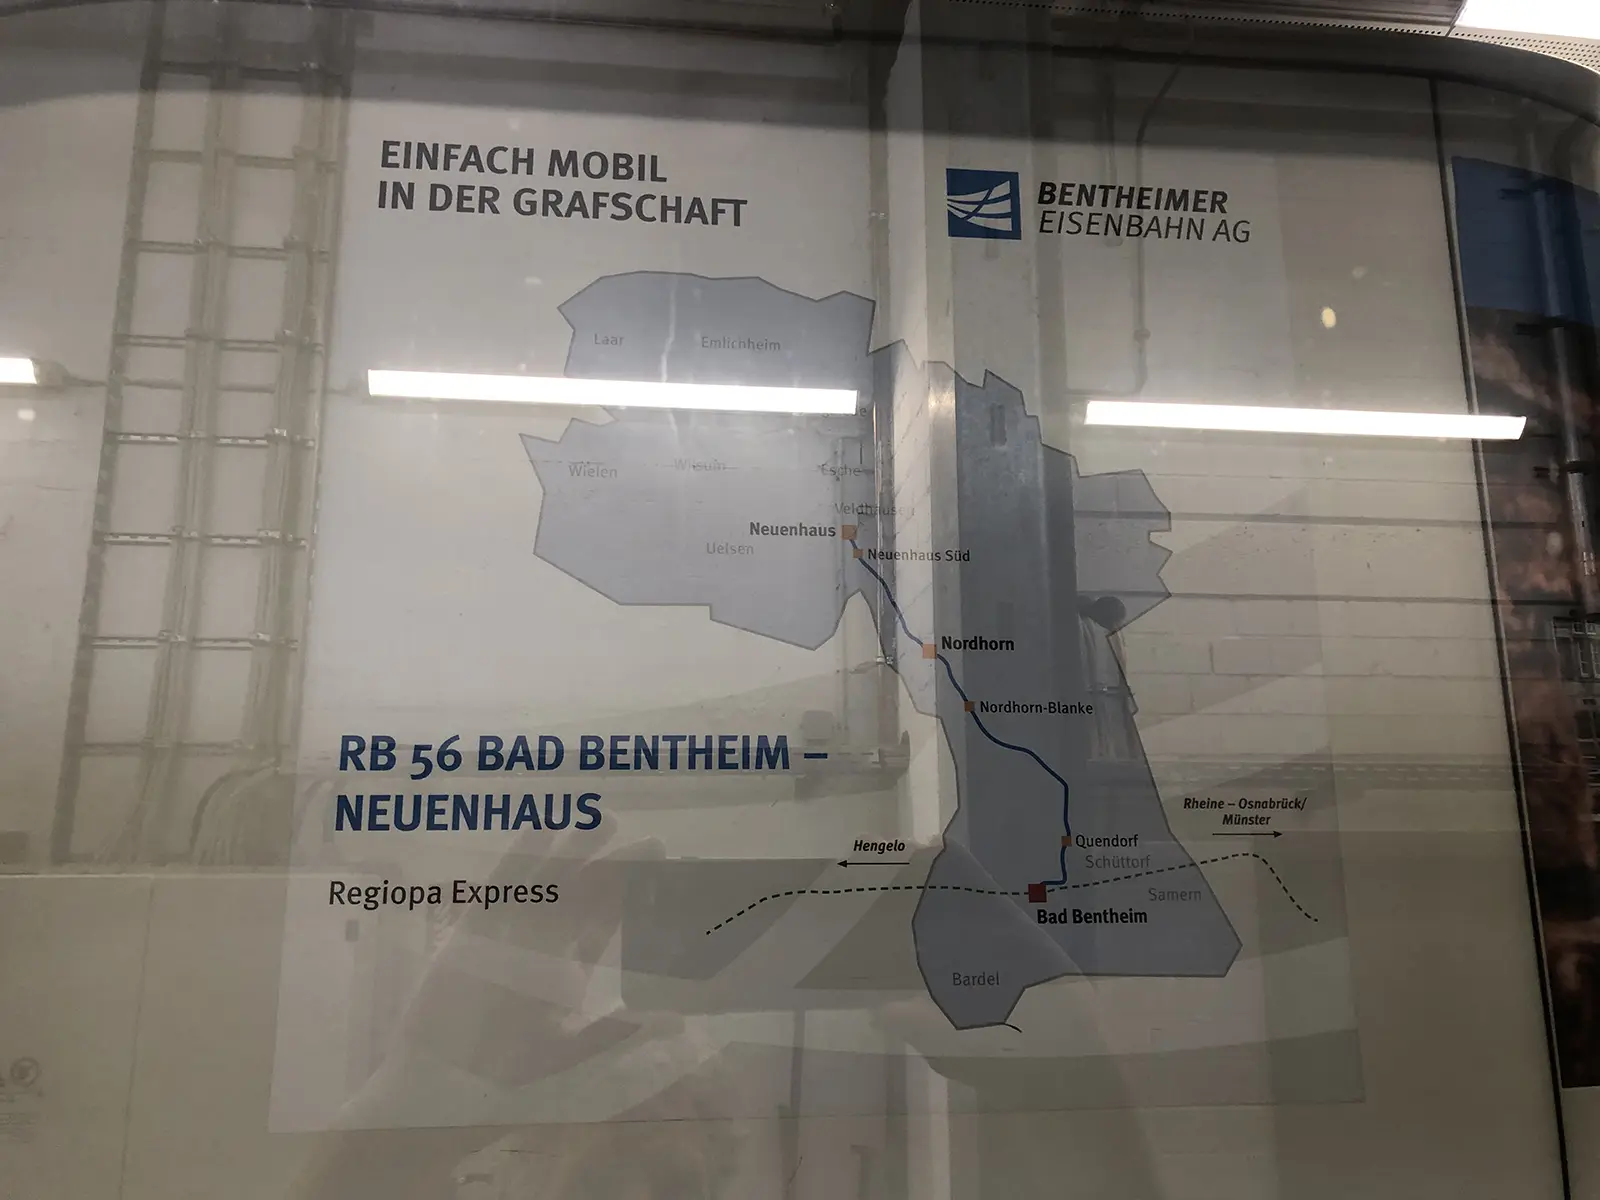 EINFACH MOBIL
IN DER GRAFSCHAFT
BENTHEIMER
EISENBAHN AG
Laar
Emlichheim
Wielen
Wilsum
Esche
Veldhausen
Neuenhaus
Uelsen
Neuenhaus Süd
Nordhorn
Nordhorn-Blanke
RB 56 BAD BENTHEIM –
NEUENHAUS
Regiopa Express
Rheine – Osnabrück/
Münster
Hengelo
Quendorf
Schüttorf
Samern
Bad Bentheim
Bardel